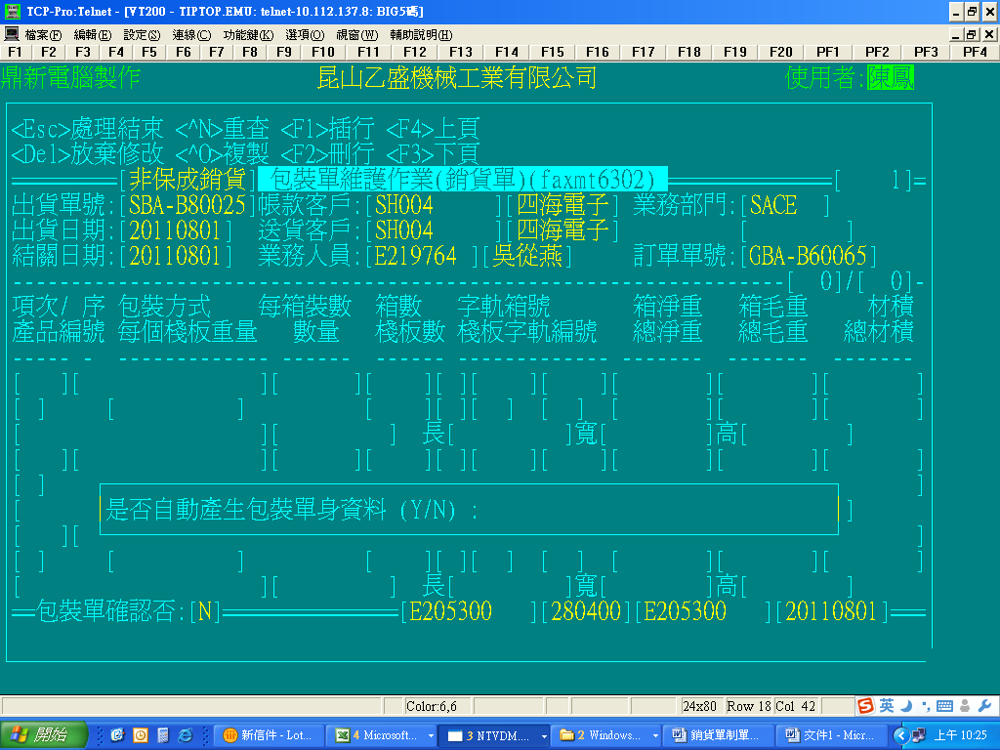 TCP-Pro:Telnet - [VT200 - TIPTOP.EMU: telnet-10.112.137.8: BIG5碼]
檔案(F) 編輯(E) 設定(S) 連線(C) 功能鍵(K) 選項(O) 視窗(W) 輔助說明(H)
F1 F2 F3 F4 F5 F6 F7 F8 F9 F10 F11 F12 F13 F14 F15 F16 F17 F18 F19 F20 PF1 PF2 PF3 PF4
鼎新電腦製作 昆山乙盛機械工業有限公司 使用者:陳鳳
<Esc>處理結束 <^N>重查 <F1>插行 <F4>上頁
<Del>放棄修改 <^O>複製 <F2>刪行 <F3>下頁
[非保成銷貨] 包裝單維護作業(銷貨單)(faxmt6302) [ 1]=
出貨單號:[SBA-B80025]帳款客戶:[SH004 ][四海電子] 業務部門:[SACE ]
出貨日期:[20110801] 送貨客戶:[SH004 ][四海電子] [ ]
結關日期:[20110801] 業務人員:[E219764 ][吳從燕] 訂單單號:[GBA-B60065]
[ 0]/[ 0]-
項次/ 序 包裝方式 每箱裝數 箱數 字軌箱號 箱淨重 箱毛重 材積
產品編號 每個棧板重量 數量 棧板數 棧板字軌編號 總淨重 總毛重 總材積
----- - ------------- ------ ------ ------------- ------- ------- -------
[ ][ ][ ][ ][ ][ ][ ][ ][ ]
[ ] [ ] [ ][ ][ ] [ ] [ ][ ][ ]
[ ][ ] 長[ ]寬[ ]高[ ]
[ ][ ][ ][ ][ ][ ][ ][ ][ ]
[ ] ]
[ 是否自動產生包裝單身資料 (Y/N) : ]
[ ][ ]
[ ] [ ] [ ][ ][ ] [ ] [ ][ ][ ]
[ ][ ] 長[ ]寬[ ]高[ ]
包裝單確認否:[N] [E205300 ][280400][E205300 ][20110801]
Color:6,6 24x80 Row 18 Col 42 英
開始 新信件 - Lot... 4 Microsoft... 3 NTVDM.... 2 Windows... 銷貨單制單... 文件1 - Micr... 上午 10:25